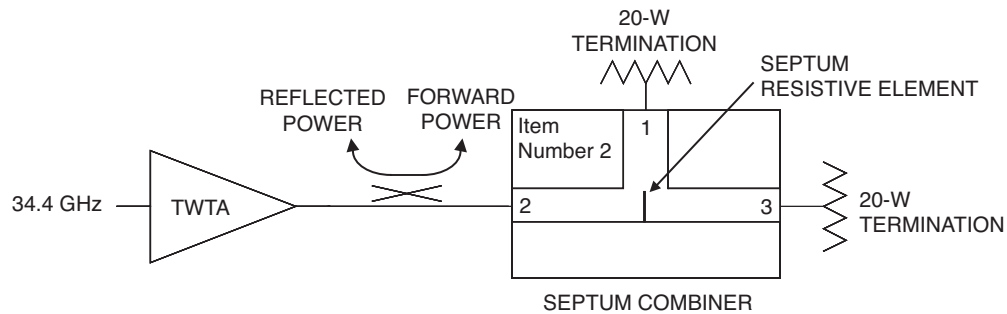 20-W
TERMINATION
SEPTUM
RESISTIVE ELEMENT
REFLECTED
POWER
FORWARD
POWER
Item
Number 2
1
34.4 GHz
TWTA
2
3
20-W
TERMINATION
SEPTUM COMBINER